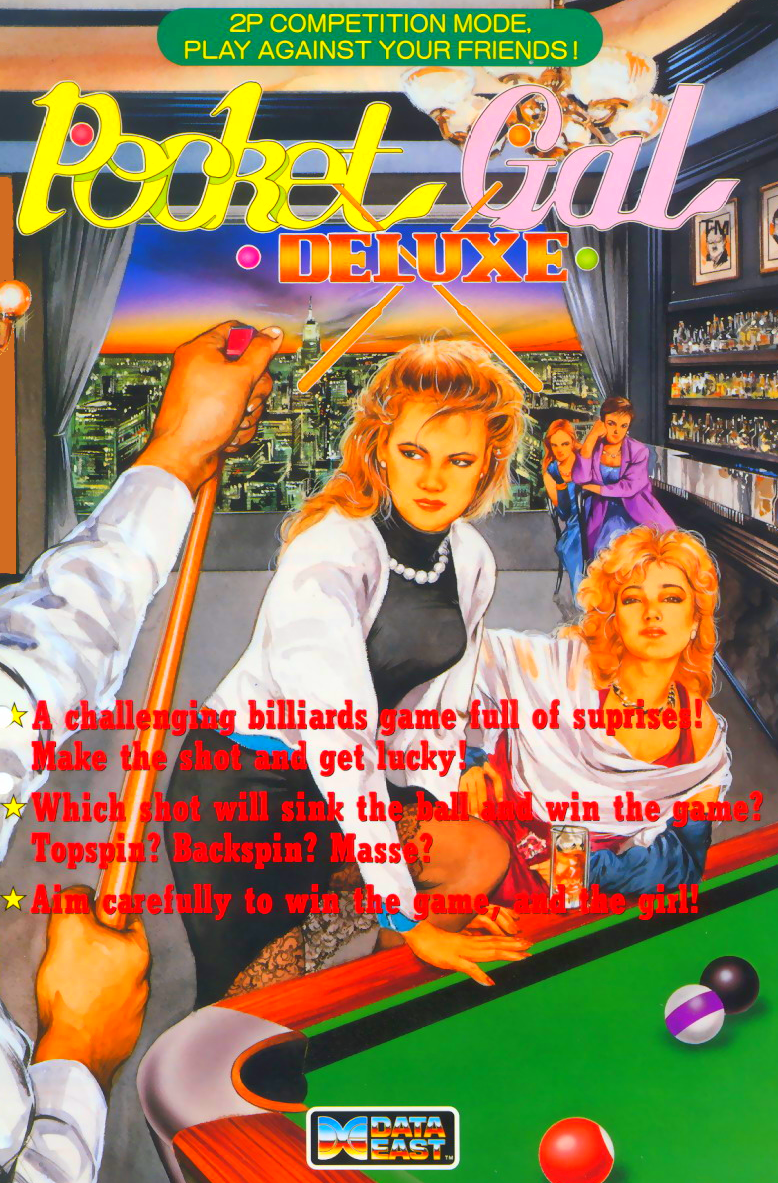 2P COMPETITION MODE,
PLAY AGAINST YOUR FRIENDS!
Pocket Gal
TM
DELUXE
★ A challenging billiards game full of suprises!
Make the shot and get lucky!
★ Which shot will sink the ball and win the game?
Topspin? Backspin? Masse?
★ Aim carefully to win the game, and the girl!
DATA
EAST TM